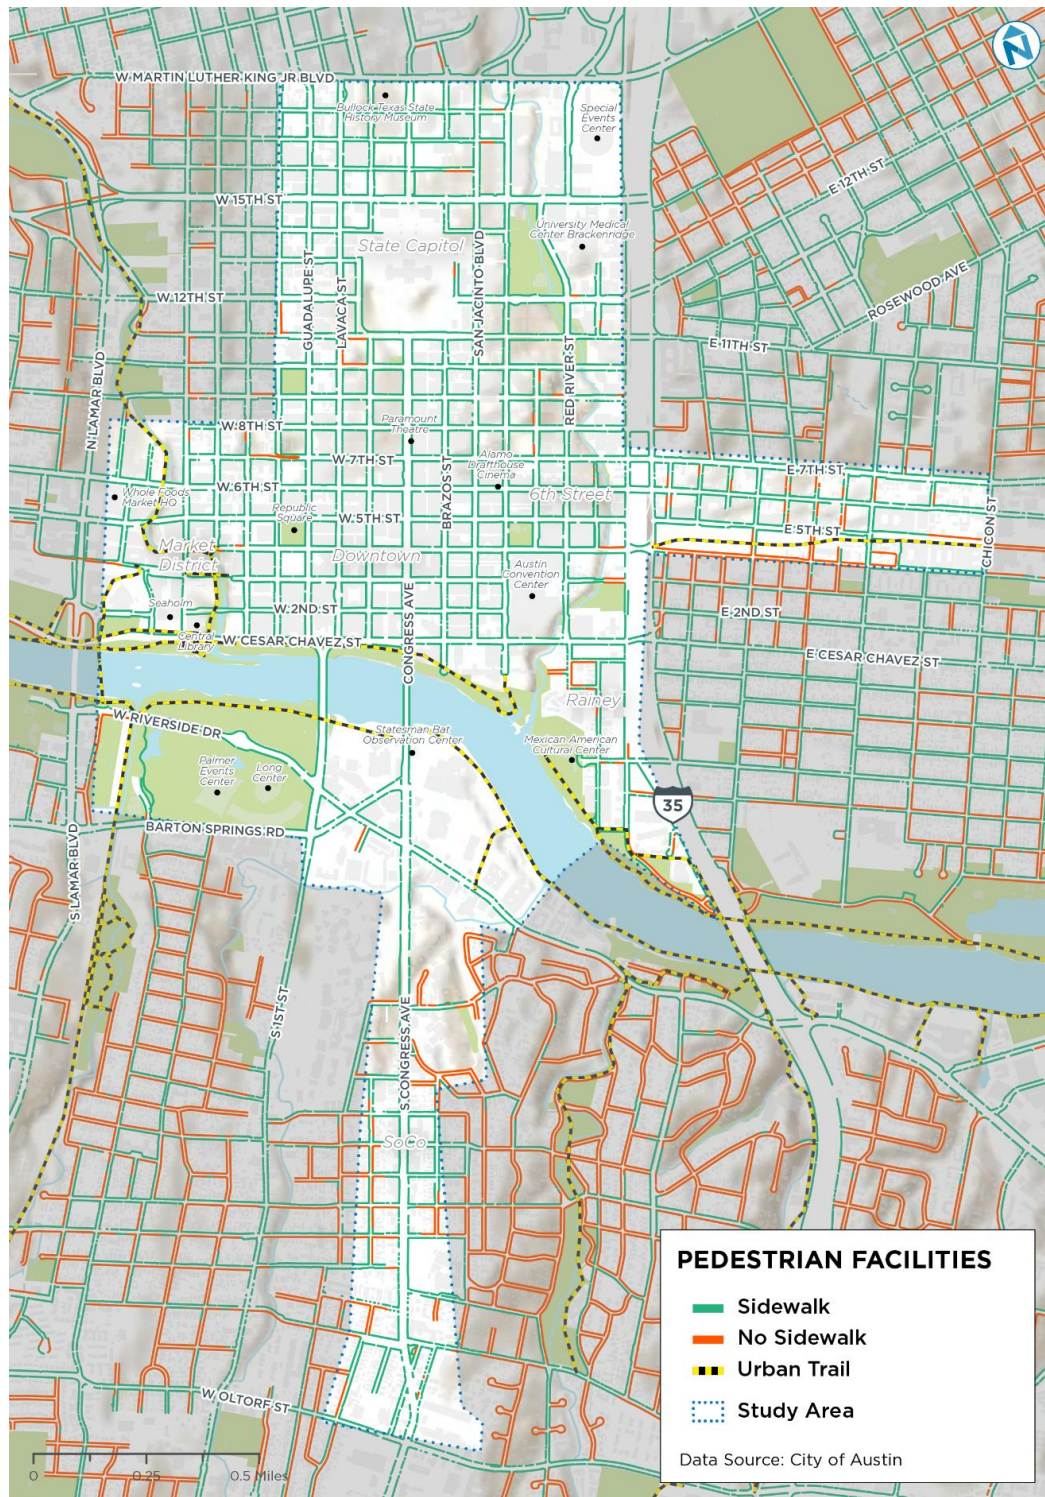 N
W MARTIN LUTHER KING JR BLVD
Bullock Texas State
History Museum
Special
Events
Center
E 12TH ST
W 15TH ST
University Medical
Center Brackenridge
State Capitol
SAN JACINTO BLVD
GUADALUPE ST
LAVACA ST
W 12TH ST
ROSEWOOD AVE
E 11TH ST
RED RIVER ST
N LAMAR BLVD
W 8TH ST
Paramount
Theatre
W 7TH ST
Alamo
Drafthouse
Cinema
E 7TH ST
W 6TH ST
BRAZOS ST
6th Street
Whole Foods
Market HQ
Republic
Square
W 5TH ST
E 5TH ST
CHICON ST
Market
District
Downtown
Austin
Convention
Center
Seaholm
W 2ND ST
E 2ND ST
CONGRESS AVE
Central
Library
W CESAR CHAVEZ ST
E CESAR CHAVEZ ST
Rainey
W RIVERSIDE DR
Statesman Bat
Observation Center
Mexican American
Cultural Center
Palmer
Events
Center
Long
Center
35
BARTON SPRINGS RD
S LAMAR BLVD
S 1ST ST
S CONGRESS AVE
SoCo
W OLTORF ST
PEDESTRIAN FACILITIES
Sidewalk
No Sidewalk
Urban Trail
Study Area
Data Source: City of Austin
0 0.25 0.5 Miles